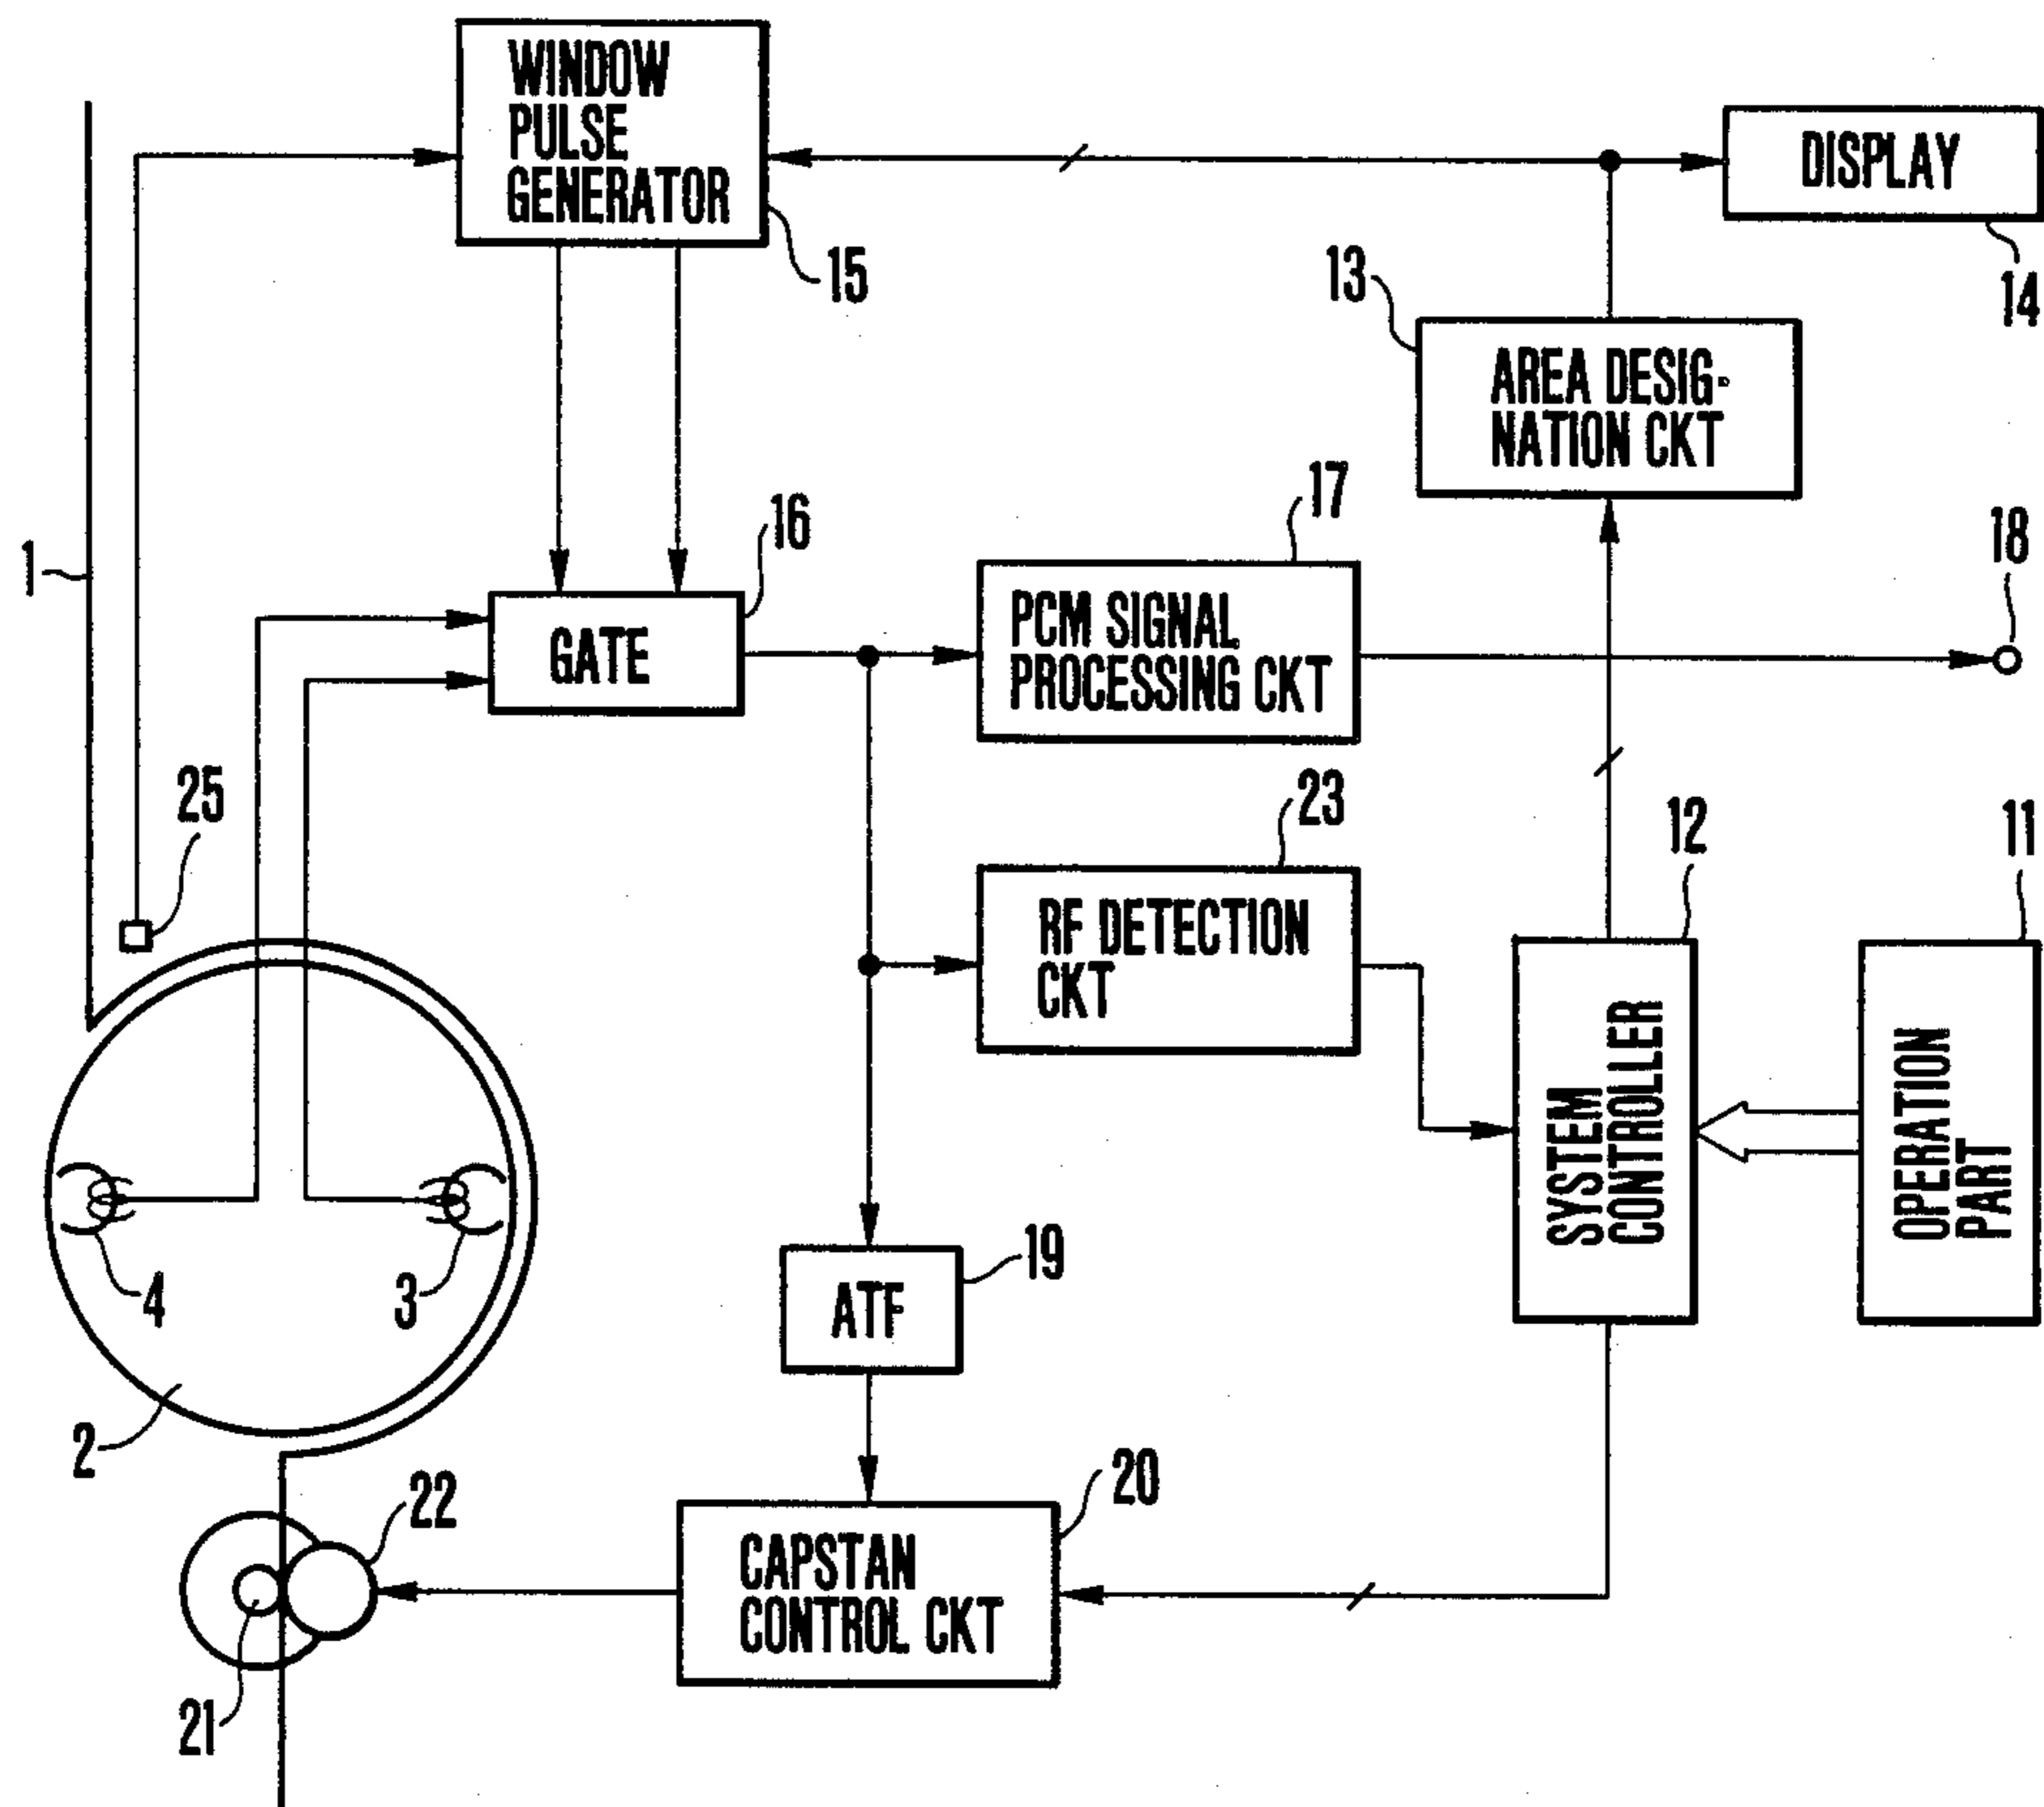 WINDOW
PULSE
GENERATOR
15
DISPLAY
14
13
AREA DESIG-
NATION CKT
1
16
GATE
17
PCM SIGNAL
PROCESSING CKT
18
25
23
RF DETECTION
CKT
12
SYSTEM
CONTROLLER
11
OPERATION
PART
4
3
2
19
ATF
20
CAPSTAN
CONTROL CKT
22
21